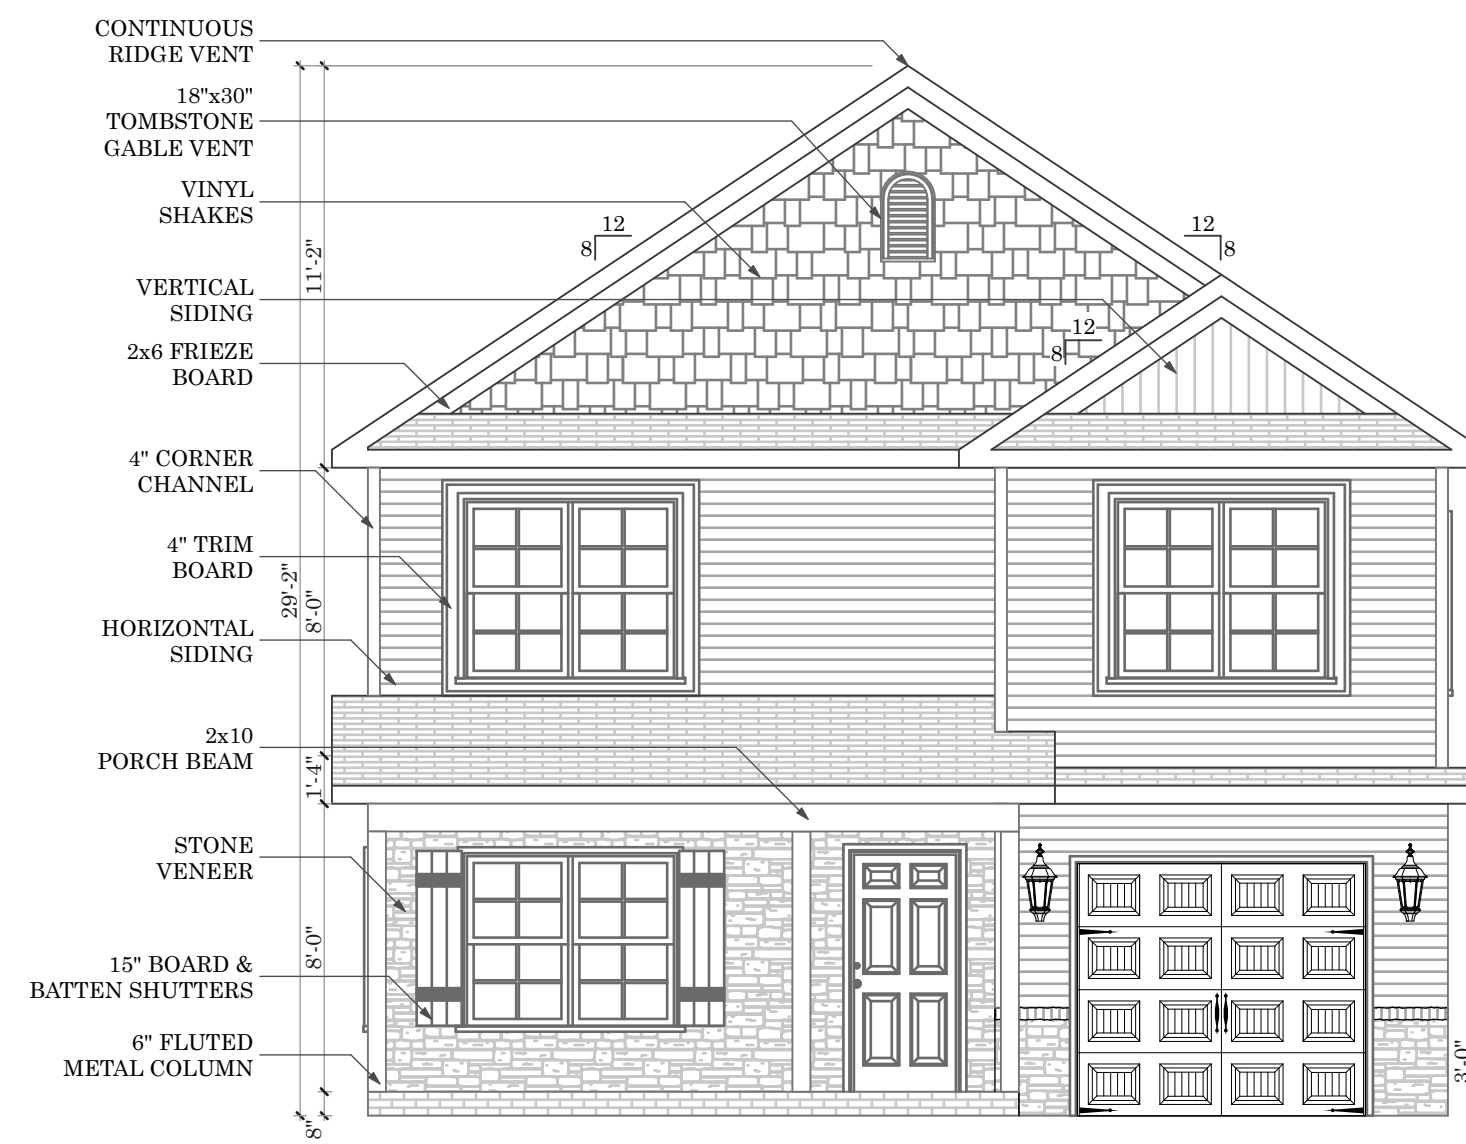 CONTINUOUS
RIDGE VENT
18"x30"
TOMBSTONE
GABLE VENT
VINYL
SHAKES
12
8
12
8
11'-2"
VERTICAL
SIDING
12
8
2x6 FRIEZE
BOARD
4" CORNER
CHANNEL
4" TRIM
BOARD
29'-2"
8'-0"
HORIZONTAL
SIDING
2x10
PORCH BEAM
1'-4"
STONE
VENEER
8'-0"
15" BOARD &
BATTEN SHUTTERS
6" FLUTED
METAL COLUMN
3'-0"
8"